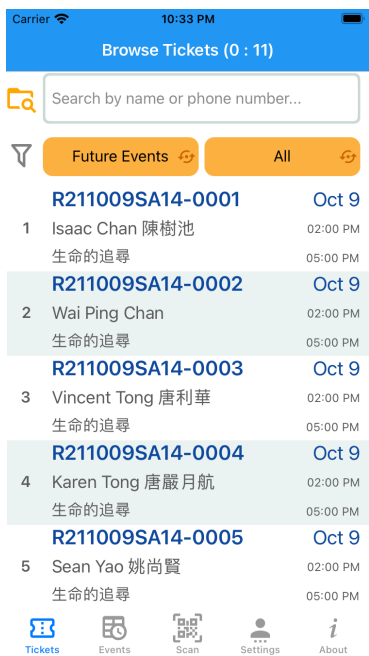 Carrier 10:33 PM
Browse Tickets (0 : 11)
Search by name or phone number...
Future Events All
R211009SA14-0001 Oct 9
1 Isaac Chan 陳樹池 02:00 PM
生命的追尋 05:00 PM
R211009SA14-0002 Oct 9
2 Wai Ping Chan 02:00 PM
生命的追尋 05:00 PM
R211009SA14-0003 Oct 9
3 Vincent Tong 唐利華 02:00 PM
生命的追尋 05:00 PM
R211009SA14-0004 Oct 9
4 Karen Tong 唐嚴月航 02:00 PM
生命的追尋 05:00 PM
R211009SA14-0005 Oct 9
5 Sean Yao 姚尚賢 02:00 PM
生命的追尋 05:00 PM
Tickets Events Scan Settings About